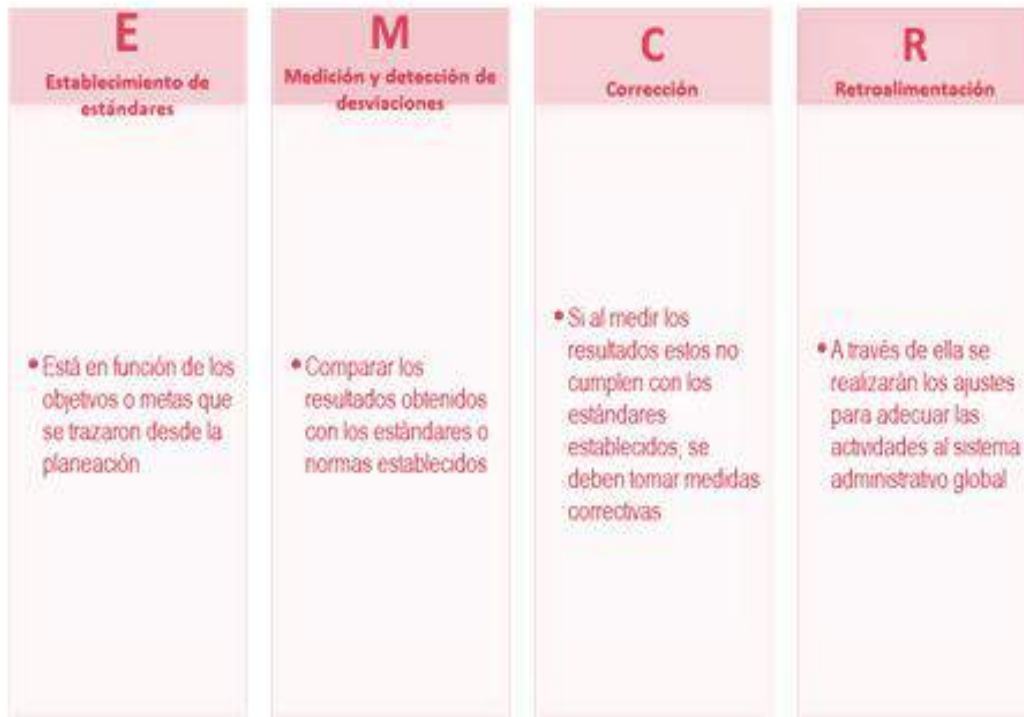 E
Establecimiento de
estándares
• Está en función de los
objetivos o metas que
se trazaron desde la
planeación
M
Medición y detección de
desviaciones
• Comparar los
resultados obtenidos
con los estándares o
normas establecidos
C
Corrección
• Si al medir los
resultados estos no
cumplen con los
estándares
establecidos, se
deben tomar medidas
correctivas
R
Retroalimentación
• A través de ella se
realizarán los ajustes
para adecuar las
actividades al sistema
administrativo global